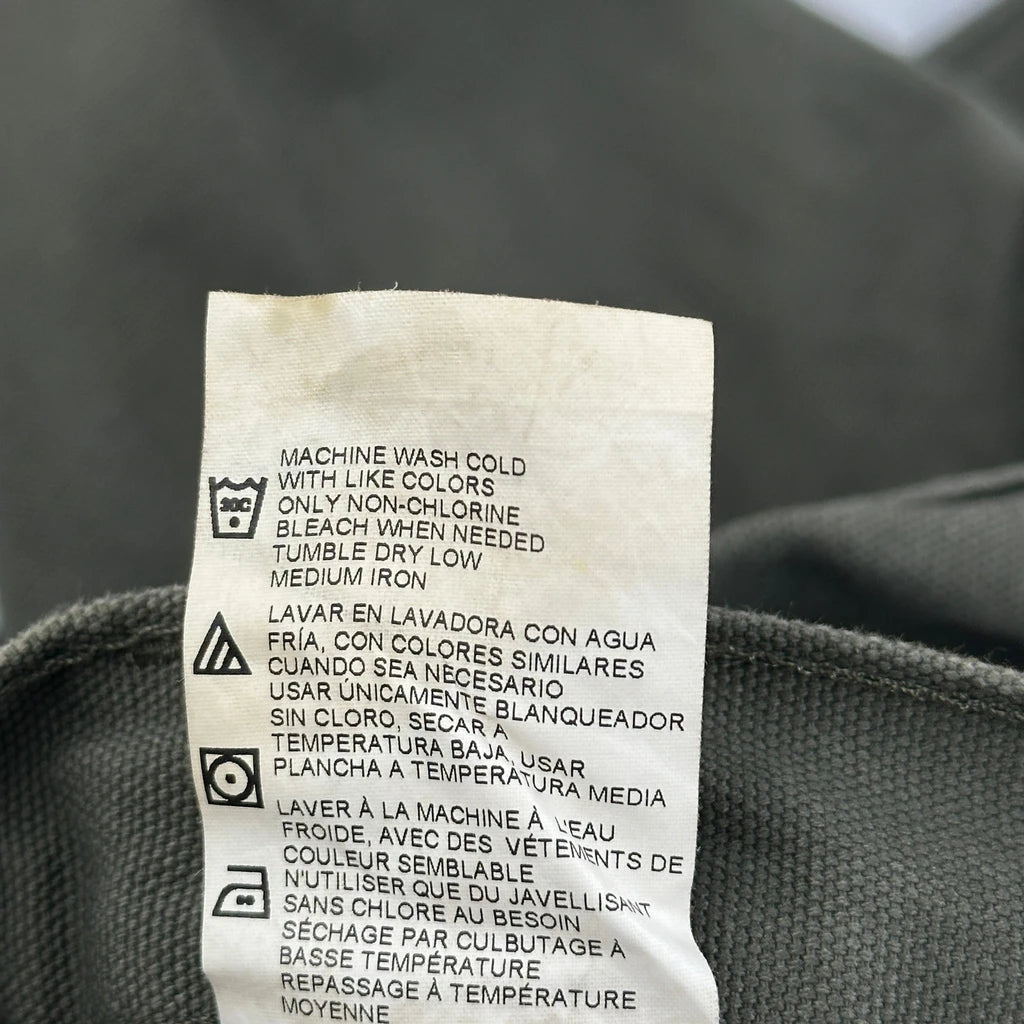 MACHINE WASH COLD
WITH LIKE COLORS
ONLY NON-CHLORINE
BLEACH WHEN NEEDED
TUMBLE DRY LOW
MEDIUM IRON
30C
LAVAR EN LAVADORA CON AGUA
FRÍA, CON COLORES SIMILARES
CUANDO SEA NECESARIO
USAR ÚNICAMENTE BLANQUEADOR
SIN CLORO, SECAR A
TEMPERATURA BAJA, USAR
PLANCHA A TEMPERATURA MEDIA
LAVER À LA MACHINE À L'EAU
FROIDE, AVEC DES VÉTEMENTS DE
COULEUR SEMBLABLE
N'UTILISER QUE DU JAVELLISANT
SANS CHLORE AU BESOIN
SÉCHAGE PAR CULBUTAGE À
BASSE TEMPÉRATURE
REPASSAGE À TEMPÉRATURE
MOYENNE